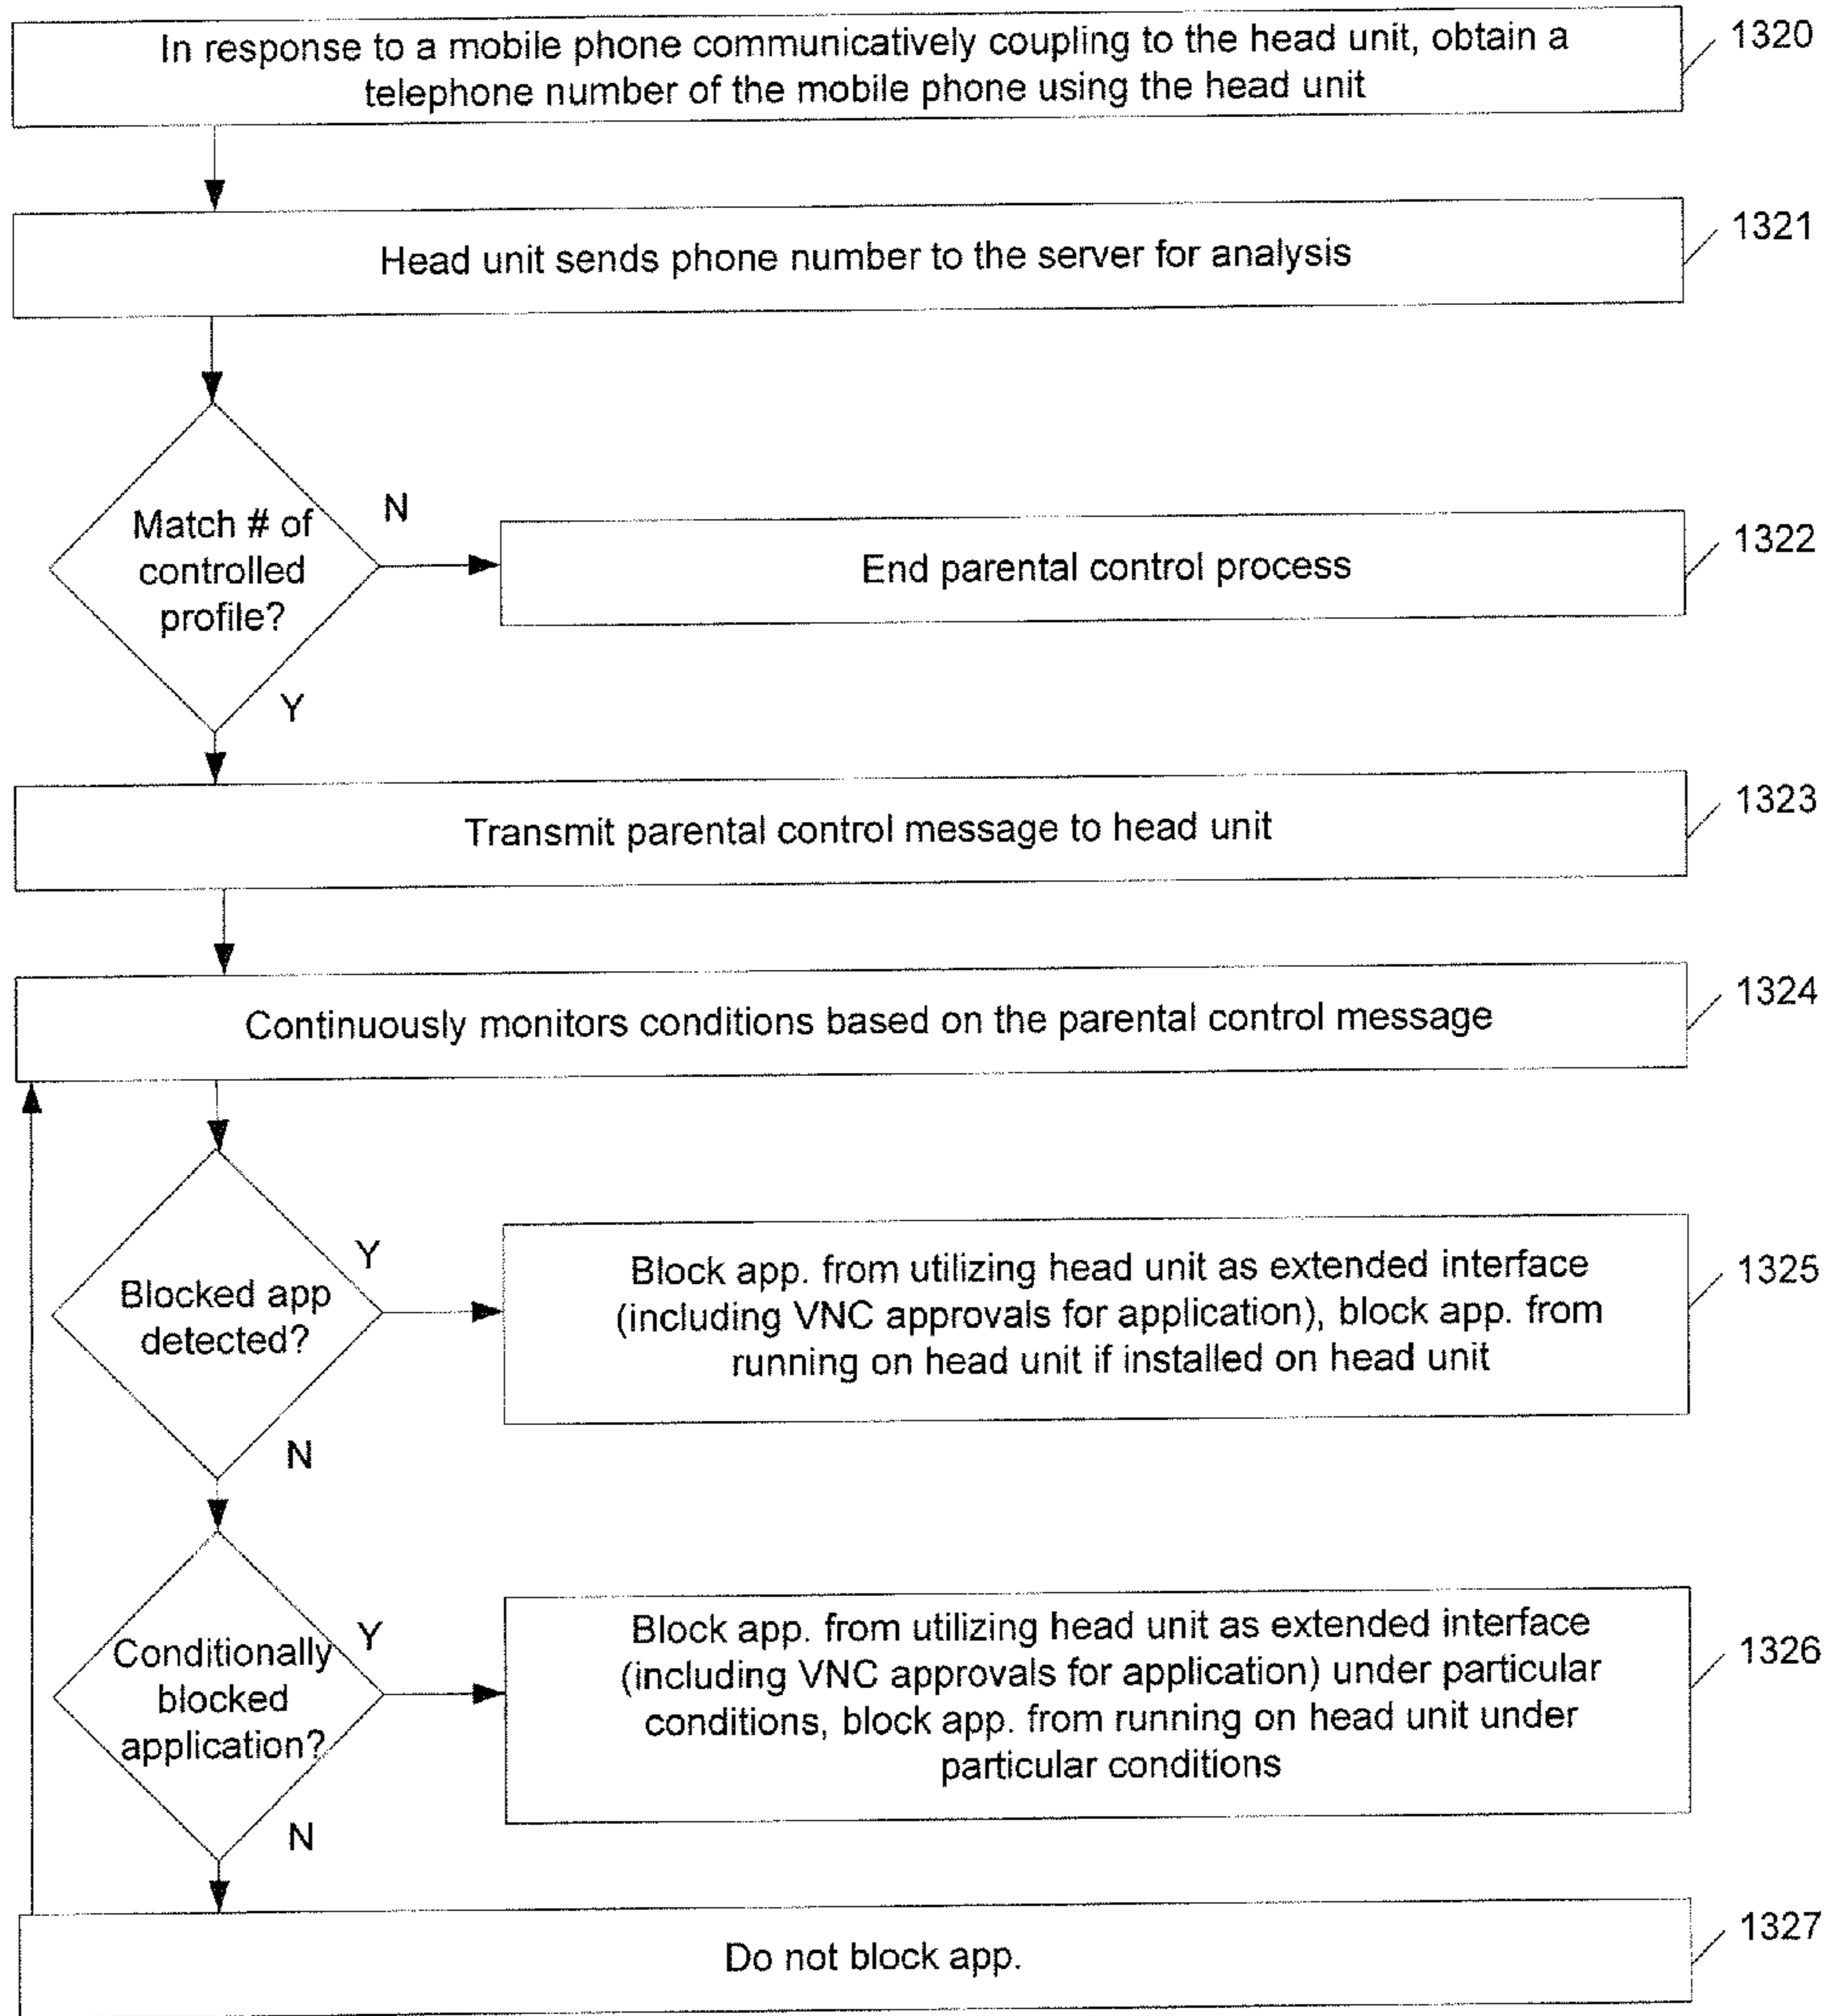 In response to a mobile phone communicatively coupling to the head unit, obtain a
telephone number of the mobile phone using the head unit
1320
Head unit sends phone number to the server for analysis
1321
Match # of
controlled
profile?
N
End parental control process
1322
Y
Transmit parental control message to head unit
1323
Continuously monitors conditions based on the parental control message
1324
Blocked app
detected?
Y
Block app. from utilizing head unit as extended interface
(including VNC approvals for application), block app. from
running on head unit if installed on head unit
1325
N
Conditionally
blocked
application?
Y
Block app. from utilizing head unit as extended interface
(including VNC approvals for application) under particular
conditions, block app. from running on head unit under
particular conditions
1326
N
Do not block app.
1327